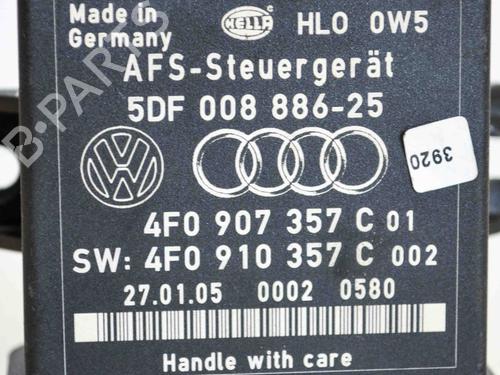 Made in
Germany
HELLA
HLO 0W5
AFS-Steuergerät
5DF 008 886-25
3920
4F0 907 357 C 01
SW: 4F0 910 357 C 002
27.01.05 0002 0580
Handle with care
B-PARTS